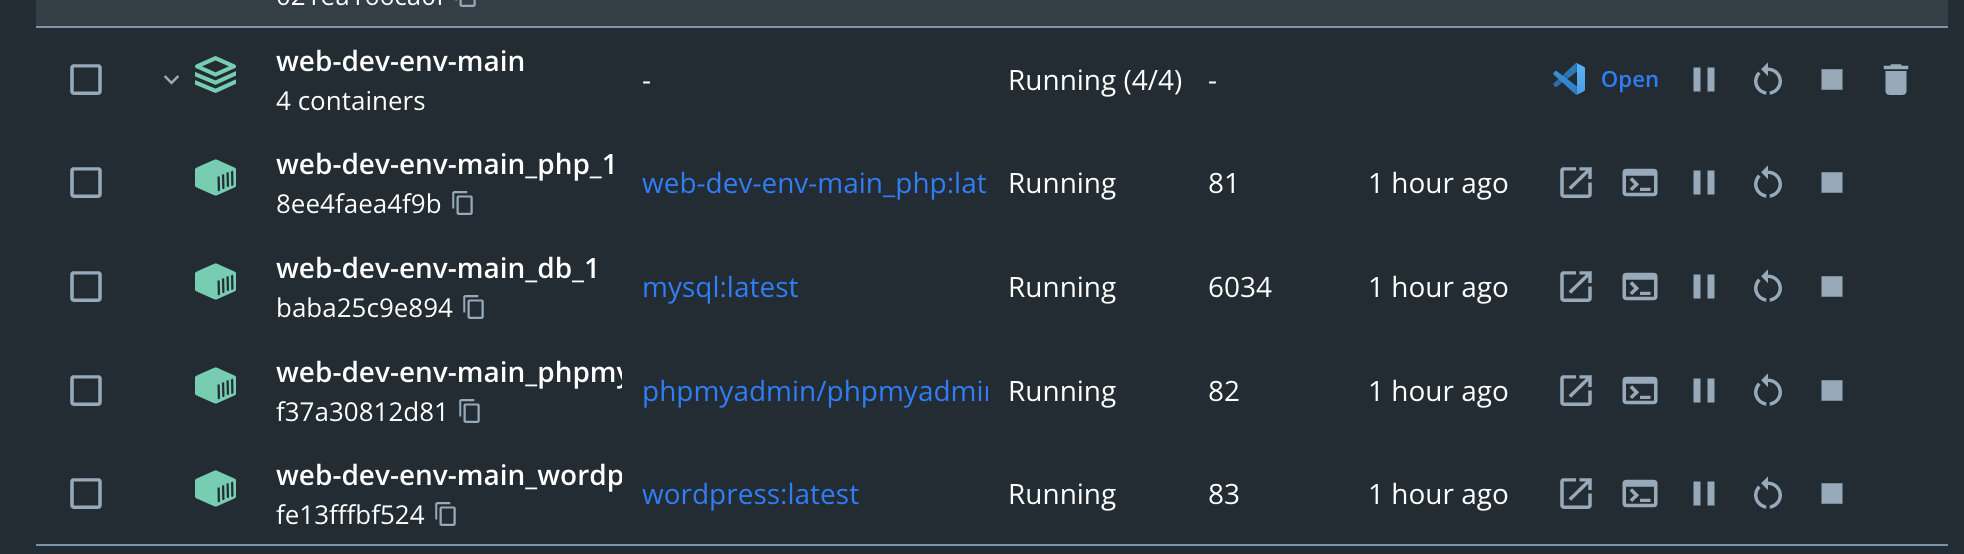 web-dev-env-main
4 containers
-
Running (4/4)
-
Open
web-dev-env-main_php_1
8ee4faea4f9b
web-dev-env-main_php:lat
Running
81
1 hour ago
web-dev-env-main_db_1
baba25c9e894
mysql:latest
Running
6034
1 hour ago
web-dev-env-main_phpmy
f37a30812d81
phpmyadmin/phpmyadmin
Running
82
1 hour ago
web-dev-env-main_wordp
fe13fffbf524
wordpress:latest
Running
83
1 hour ago